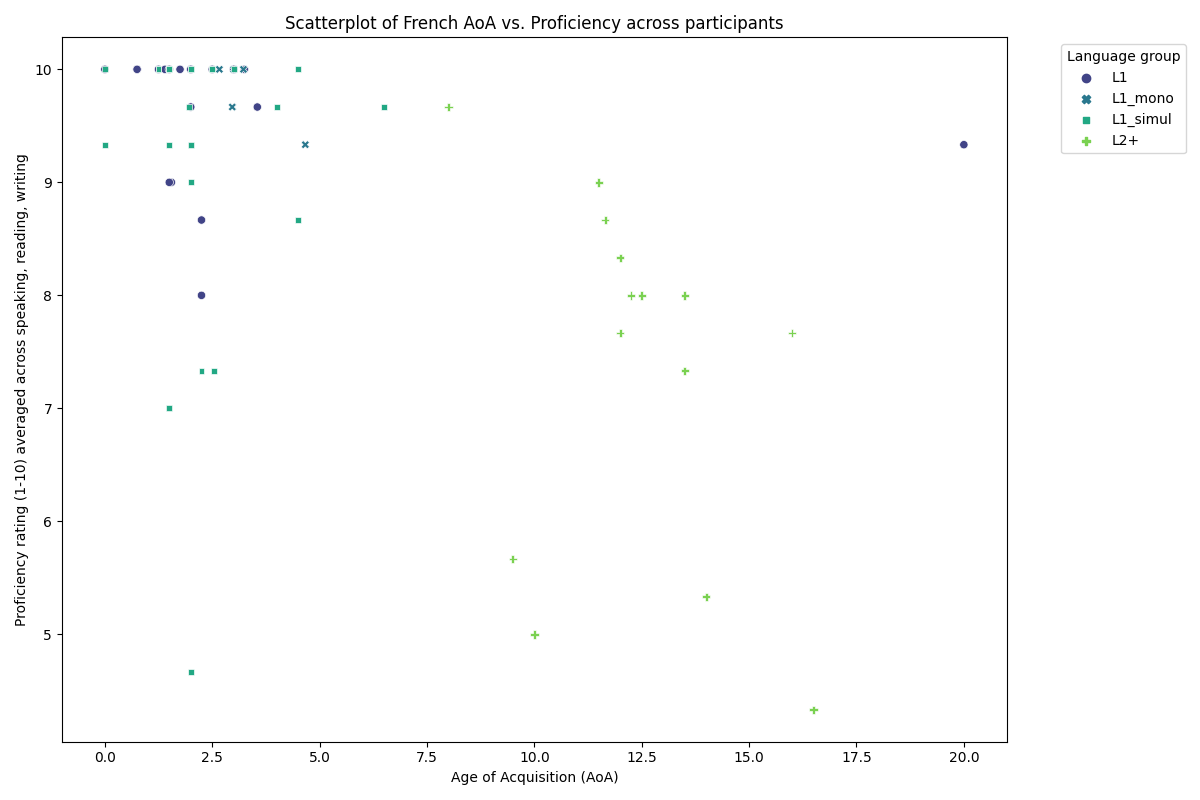 Scatterplot of French AoA vs. Proficiency across participants
Proficiency rating (1-10) averaged across speaking, reading, writing
10
9
8
7
6
5
0.0 2.5 5.0 7.5 10.0 12.5 15.0 17.5 20.0
Age of Acquisition (AoA)
Language group
L1
L1_mono
L1_simul
L2+